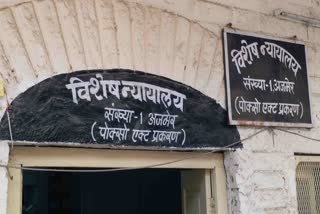 विशेष न्यायालय
संख्या-1 अजमेर
(पोक्सो एक्ट प्रकरण)
विशेष न्यायालय
संख्या-1.अजमेर
(पोक्सो एक्ट प्रकरण)